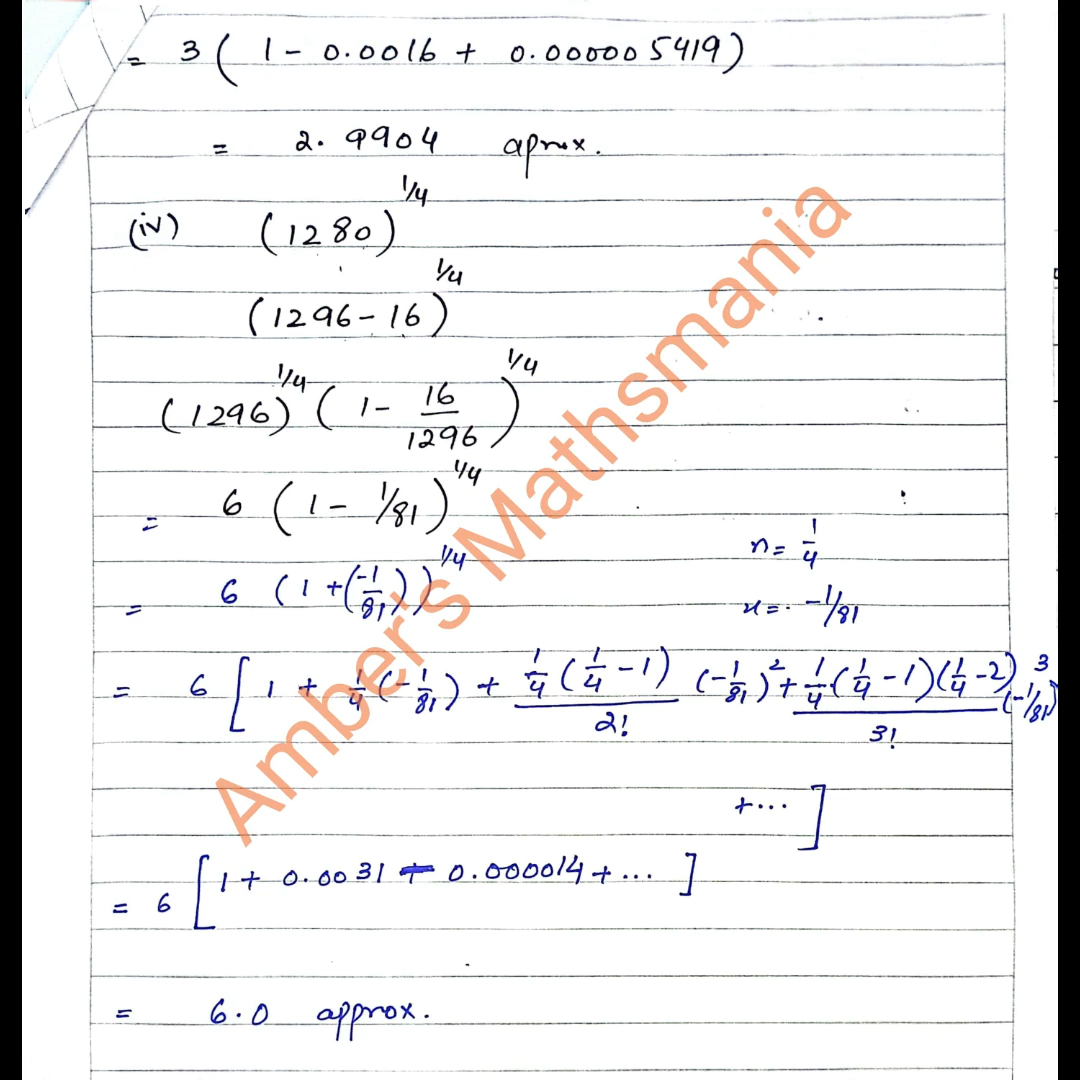 = 3 ( 1 - 0.0016 + 0.000005419)
= 2.9904 aprox.
(iv) (1280)^1/4
(1296 - 16)^1/4
(1296)^1/4 ( 1 - 16/1296 )^1/4
= 6 ( 1 - 1/81 )^1/4
n = 1/4
= 6 ( 1 + (-1/81) )^1/4
x = -1/81
= 6 [ 1 + 1/4 (-1/81) + 1/4 (1/4 - 1)/2! (-1/81)^2 + 1/4 (1/4 - 1)(1/4 - 2)/3! (-1/81)^3
+ ... ]
= 6 [ 1 + 0.0031 - 0.000014 + ... ]
= 6.0 approx.
Amber's Mathsmania